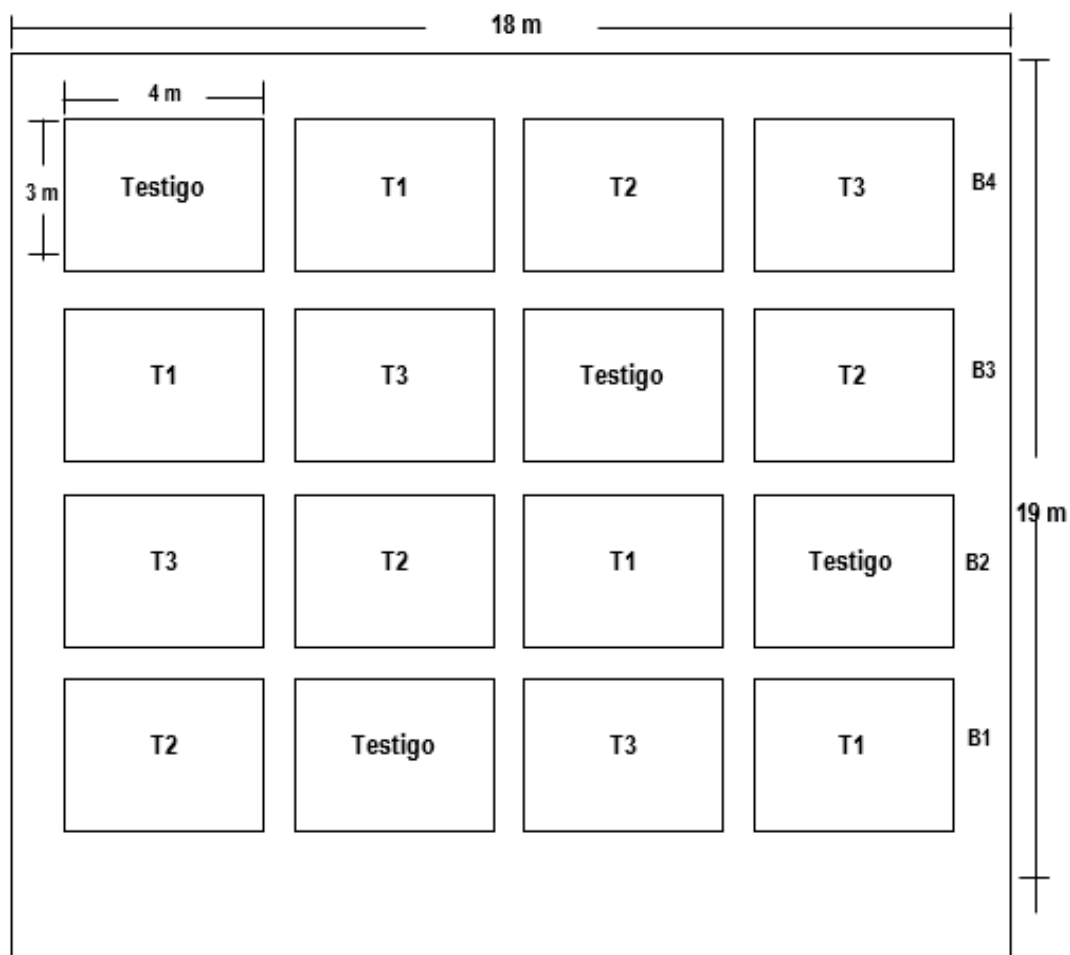 18 m
4 m
3 m
Testigo T1 T2 T3 B4
T1 T3 Testigo T2 B3
19 m
T3 T2 T1 Testigo B2
T2 Testigo T3 T1 B1